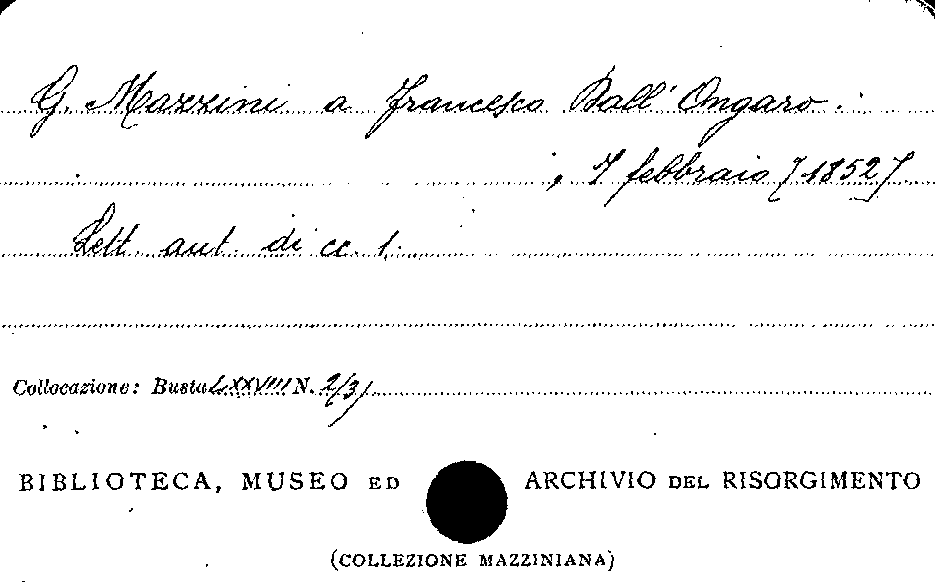 G. Mazzini a Francesco Dall' Ongaro.
, 7 febbraio [1852].
Lett. aut. di cc. 1.
Collocazione: Busta LXXVIII N. 2/3)
BIBLIOTECA, MUSEO ED ARCHIVIO DEL RISORGIMENTO
(COLLEZIONE MAZZINIANA)